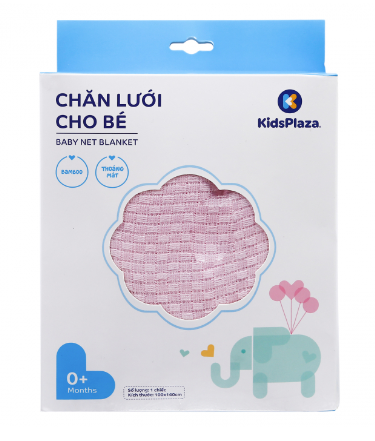 CHĂN LƯỚI
CHO BÉ
BABY NET BLANKET
BAMBOO
THOÁNG
MÁT
KidsPlaza
0+
Months
Số lượng: 1 chiếc
Kích thước: